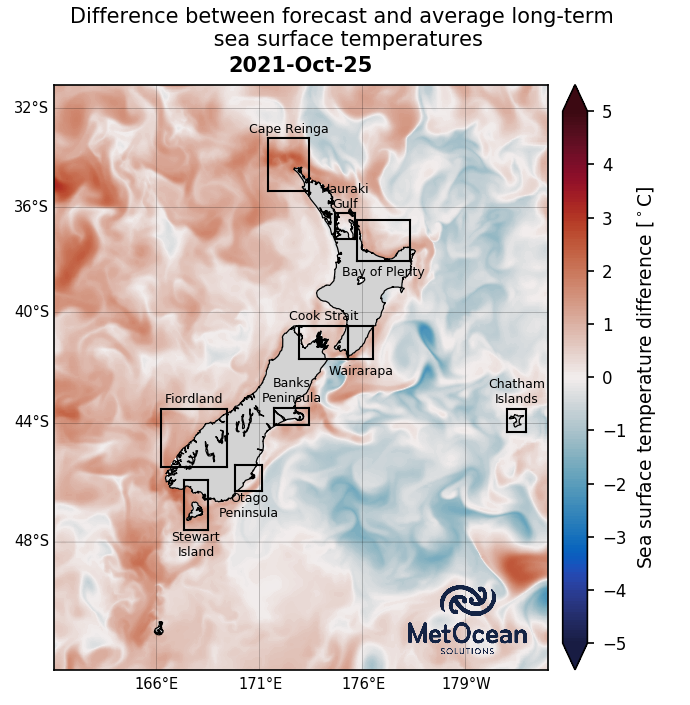 Difference between forecast and average long-term
sea surface temperatures
2021-Oct-25
32°S
36°S
40°S
44°S
48°S
166°E
171°E
176°E
179°W
Cape Reinga
Hauraki
Gulf
Bay of Plenty
Cook Strait
Wairarapa
Banks
Peninsula
Fiordland
Chatham
Islands
Otago
Peninsula
Stewart
Island
MetOcean
SOLUTIONS
5
4
3
2
1
0
−1
−2
−3
−4
−5
Sea surface temperature difference [°C]